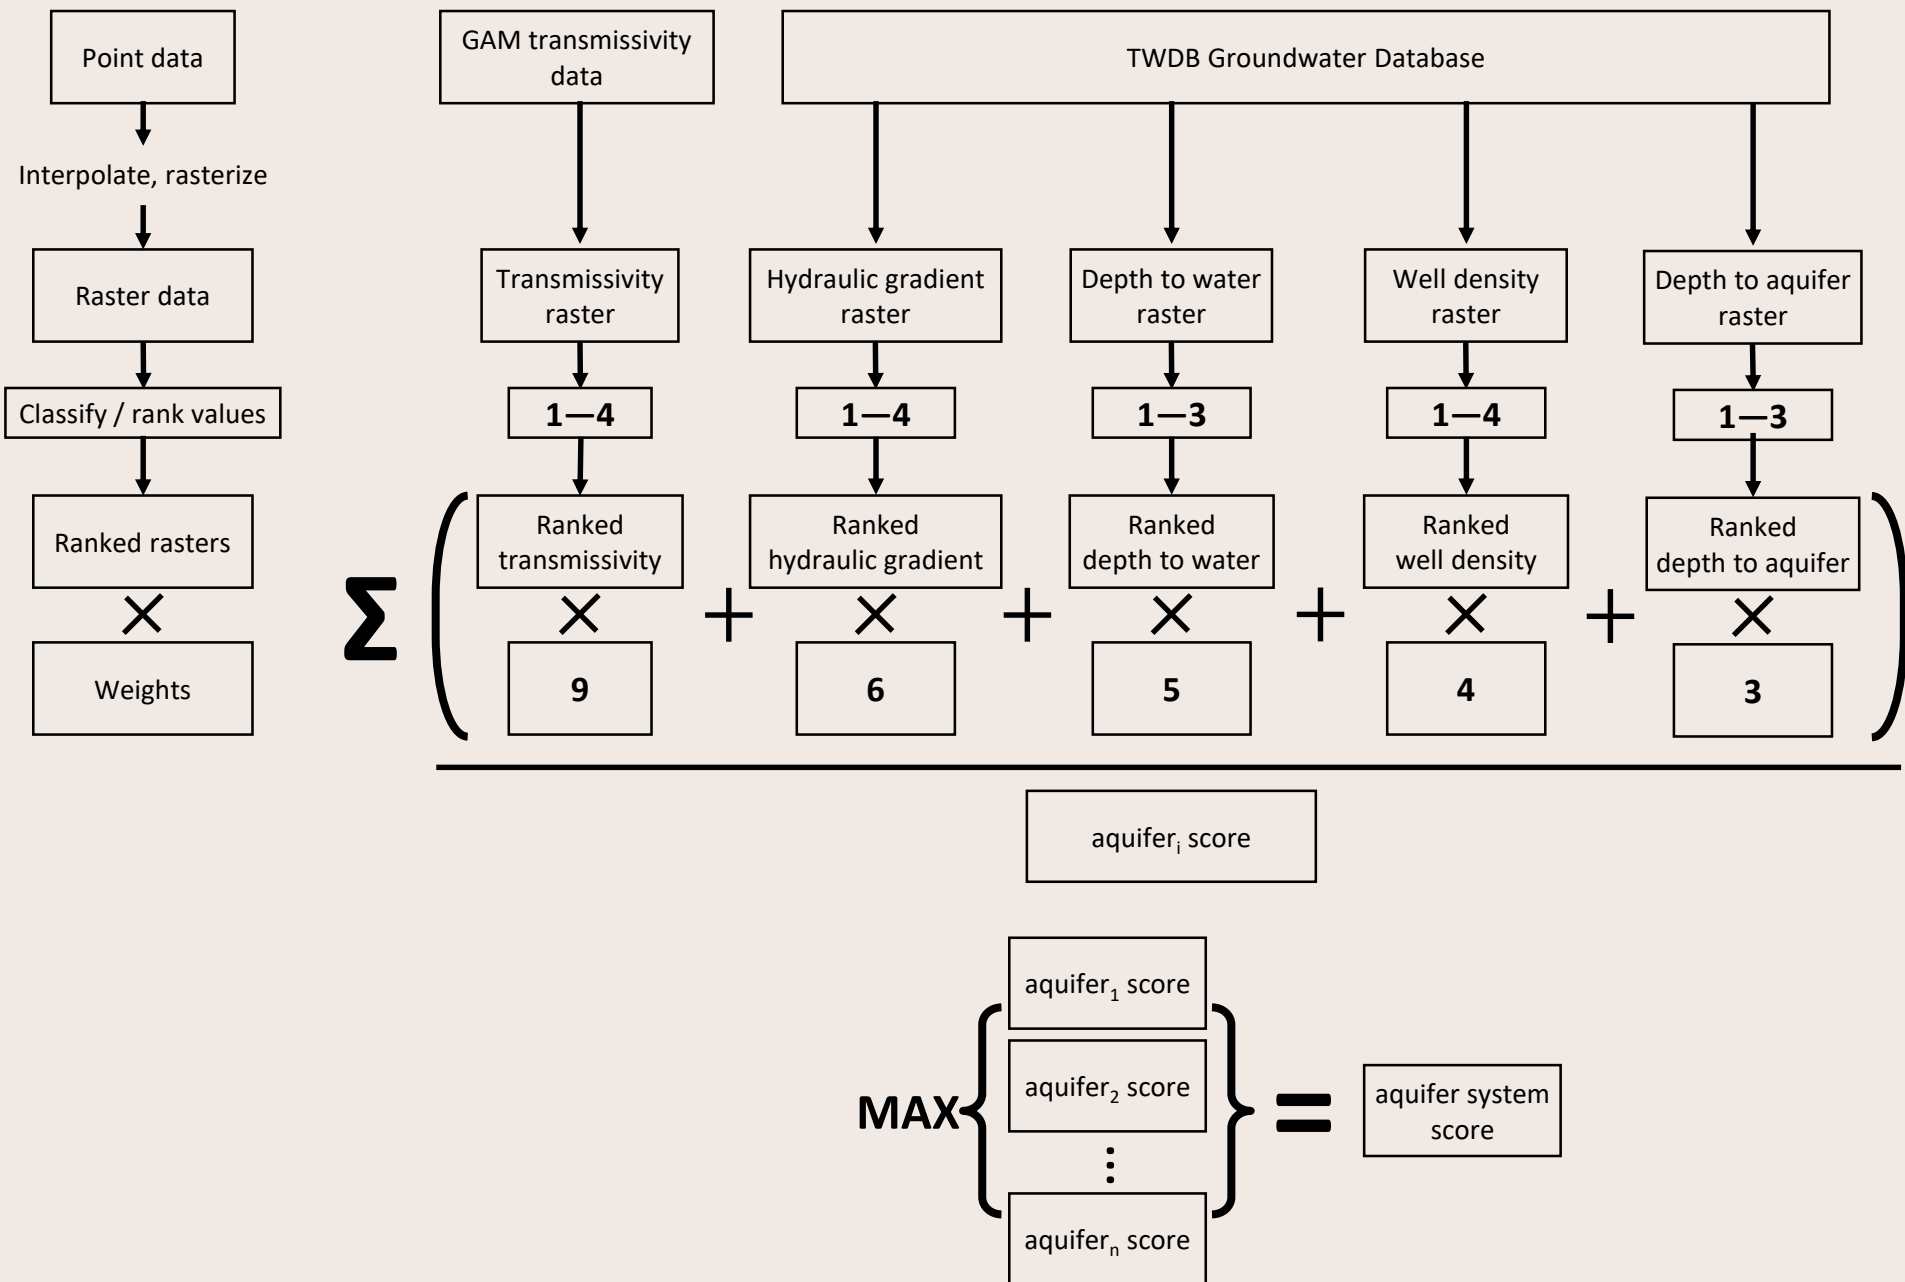 Point data
Interpolate, rasterize
Raster data
Classify / rank values
Ranked rasters
×
Weights
GAM transmissivity
data
TWDB Groundwater Database
Transmissivity
raster
Hydraulic gradient
raster
Depth to water
raster
Well density
raster
Depth to aquifer
raster
1—4
1—4
1—3
1—4
1—3
Σ
(
Ranked
transmissivity
×
9
+
Ranked
hydraulic gradient
×
6
+
Ranked
depth to water
×
5
+
Ranked
well density
×
4
+
Ranked
depth to aquifer
×
3
)
aquiferᵢ score
MAX
{
aquifer₁ score
aquifer₂ score
⋮
aquiferₙ score
}
=
aquifer system
score